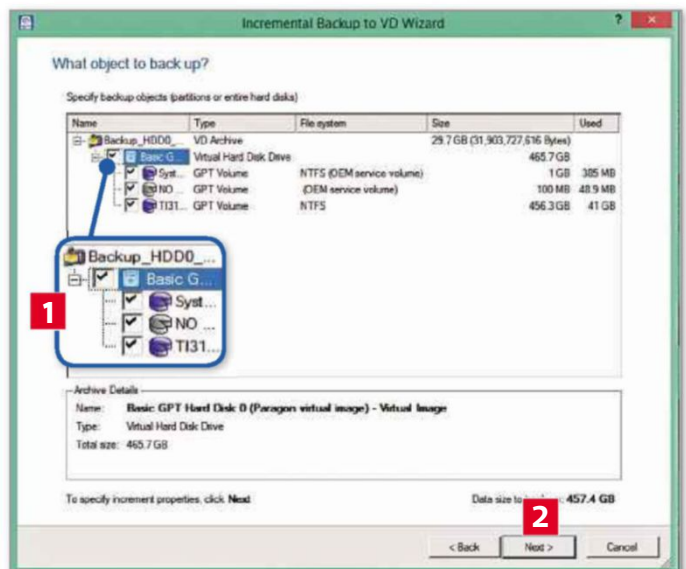 Incremental Backup to VD Wizard
?
What object to back up?
Specify backup objects (partitions or entire hard disks)
Name Type File system Size Used
Backup_HDD0_... VD Archive 29.7 GB (31,903,727,616 Bytes)
Basic G... Virtual Hard Disk Drive 465.7 GB
Syst... GPT Volume NTFS (OEM service volume) 1 GB 385 MB
NO ... GPT Volume (OEM service volume) 100 MB 48.9 MB
TI31... GPT Volume NTFS 456.3 GB 41 GB
Backup_HDD0_...
1
Basic G...
Syst...
NO ...
TI31...
Archive Details
Name: Basic GPT Hard Disk 0 (Paragon virtual image) - Virtual Image
Type: Virtual Hard Disk Drive
Total size: 465.7 GB
To specify increment properties, click Next
Data size to 457.4 GB
2
< Back Next > Cancel